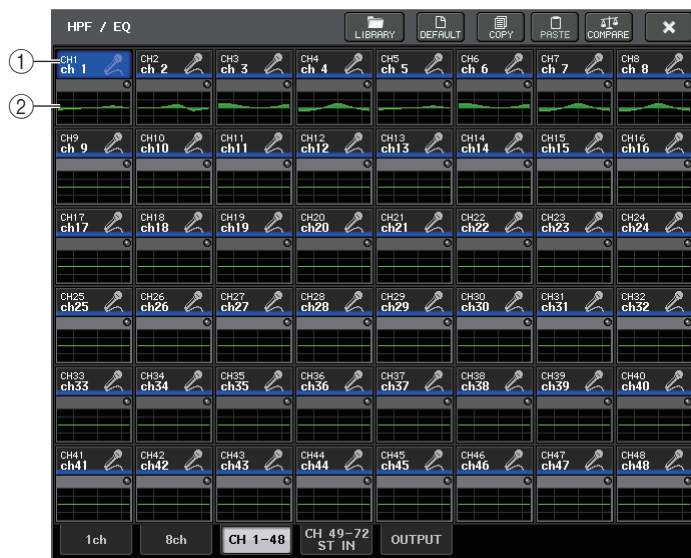 HPF / EQ LIBRARY DEFAULT COPY PASTE COMPARE ×
① CH1 CH2 CH3 CH4 CH5 CH6 CH7 CH8
ch 1 ch 2 ch 3 ch 4 ch 5 ch 6 ch 7 ch 8
②
CH9 CH10 CH11 CH12 CH13 CH14 CH15 CH16
ch 9 ch10 ch11 ch12 ch13 ch14 ch15 ch16
CH17 CH18 CH19 CH20 CH21 CH22 CH23 CH24
ch17 ch18 ch19 ch20 ch21 ch22 ch23 ch24
CH25 CH26 CH27 CH28 CH29 CH30 CH31 CH32
ch25 ch26 ch27 ch28 ch29 ch30 ch31 ch32
CH33 CH34 CH35 CH36 CH37 CH38 CH39 CH40
ch33 ch34 ch35 ch36 ch37 ch38 ch39 ch40
CH41 CH42 CH43 CH44 CH45 CH46 CH47 CH48
ch41 ch42 ch43 ch44 ch45 ch46 ch47 ch48
1ch 8ch CH 1-48 CH 49-72 OUTPUT
ST IN